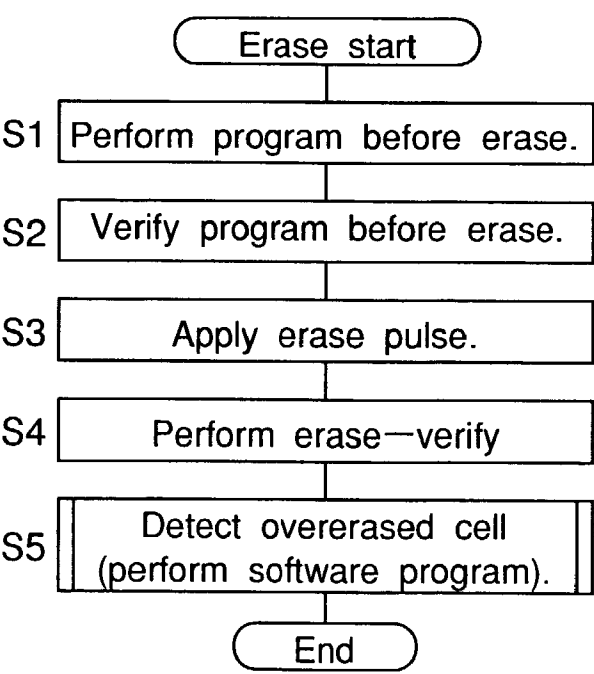 Erase start
S1 Perform program before erase.
S2 Verify program before erase.
S3 Apply erase pulse.
S4 Perform erase—verify
S5 Detect overerased cell
(perform software program).
End